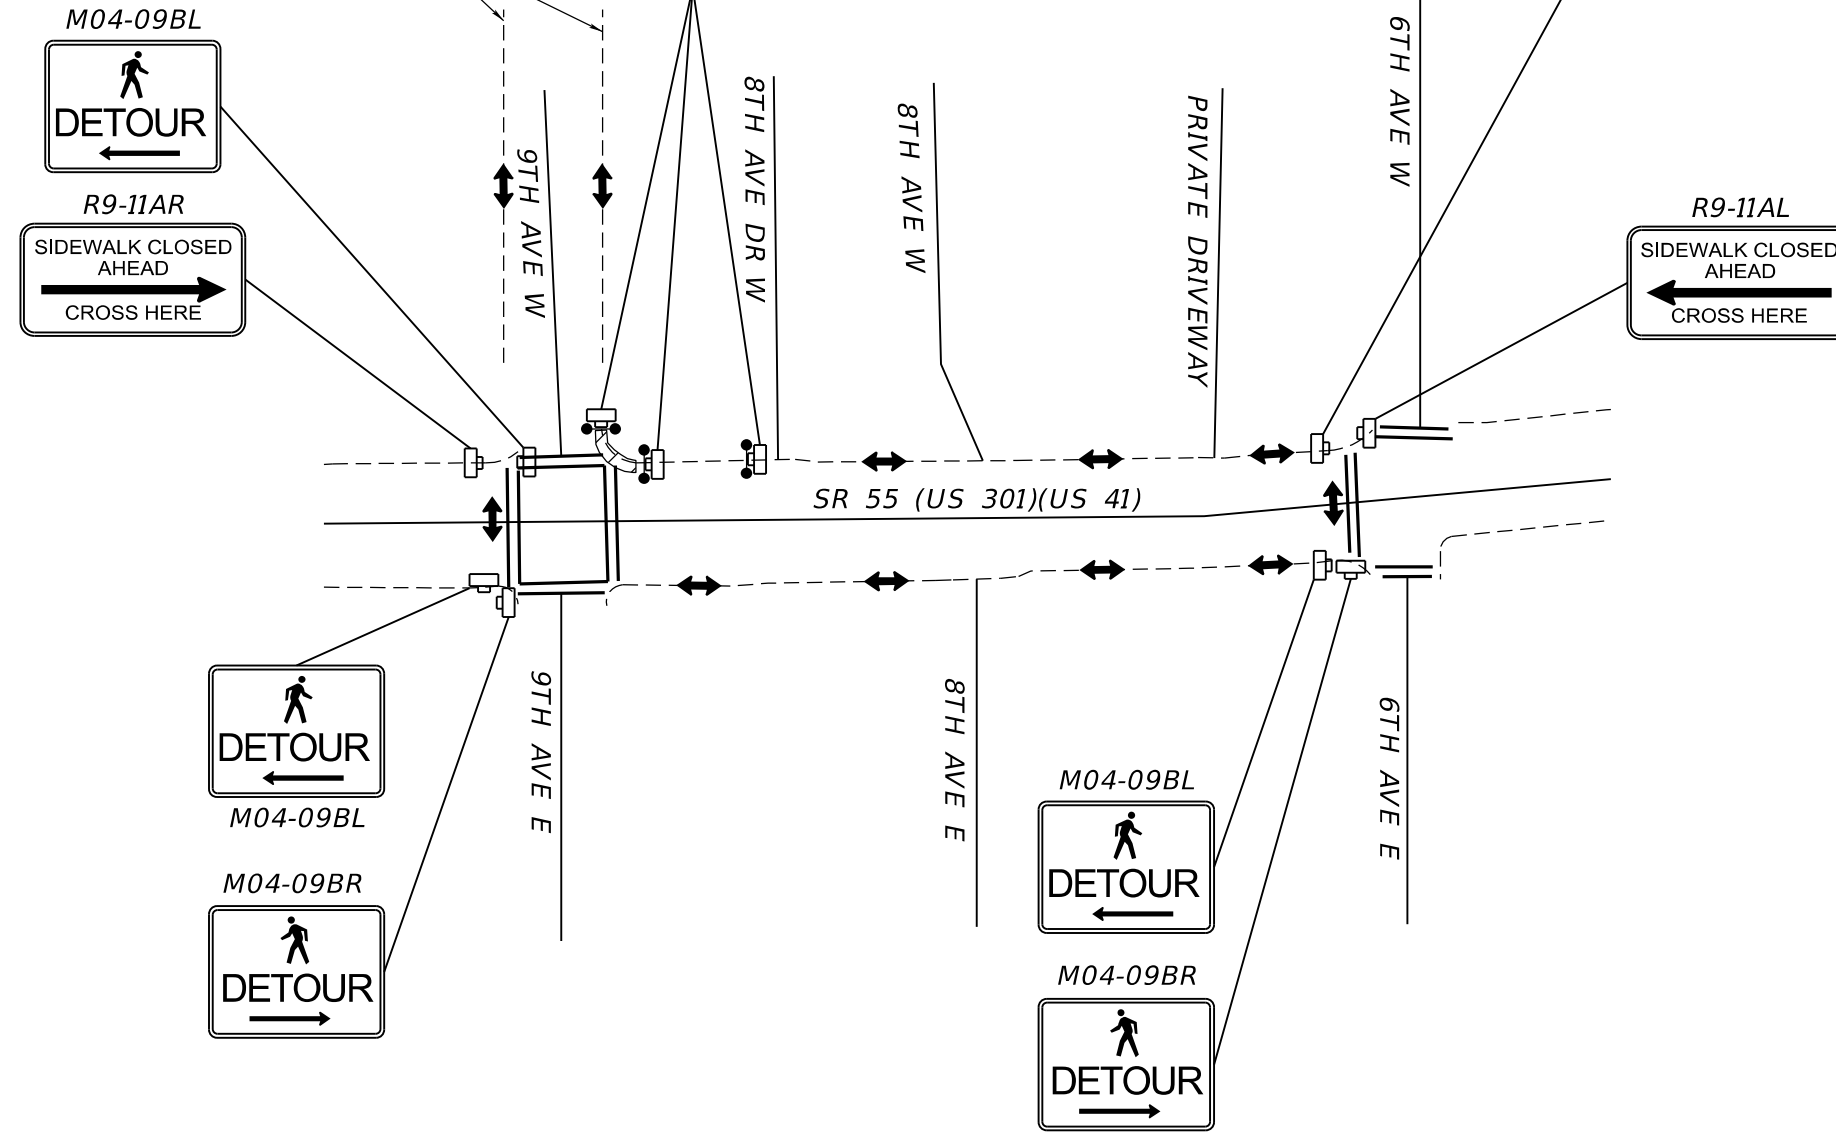 M04-09BL
DETOUR
R9-11AR
SIDEWALK CLOSED
AHEAD
CROSS HERE
9TH AVE W
8TH AVE DR W
8TH AVE W
PRIVATE DRIVEWAY
6TH AVE W
R9-11AL
SIDEWALK CLOSED
AHEAD
CROSS HERE
SR 55 (US 301)(US 41)
DETOUR
M04-09BL
M04-09BR
DETOUR
9TH AVE E
8TH AVE E
6TH AVE E
M04-09BL
DETOUR
M04-09BR
DETOUR